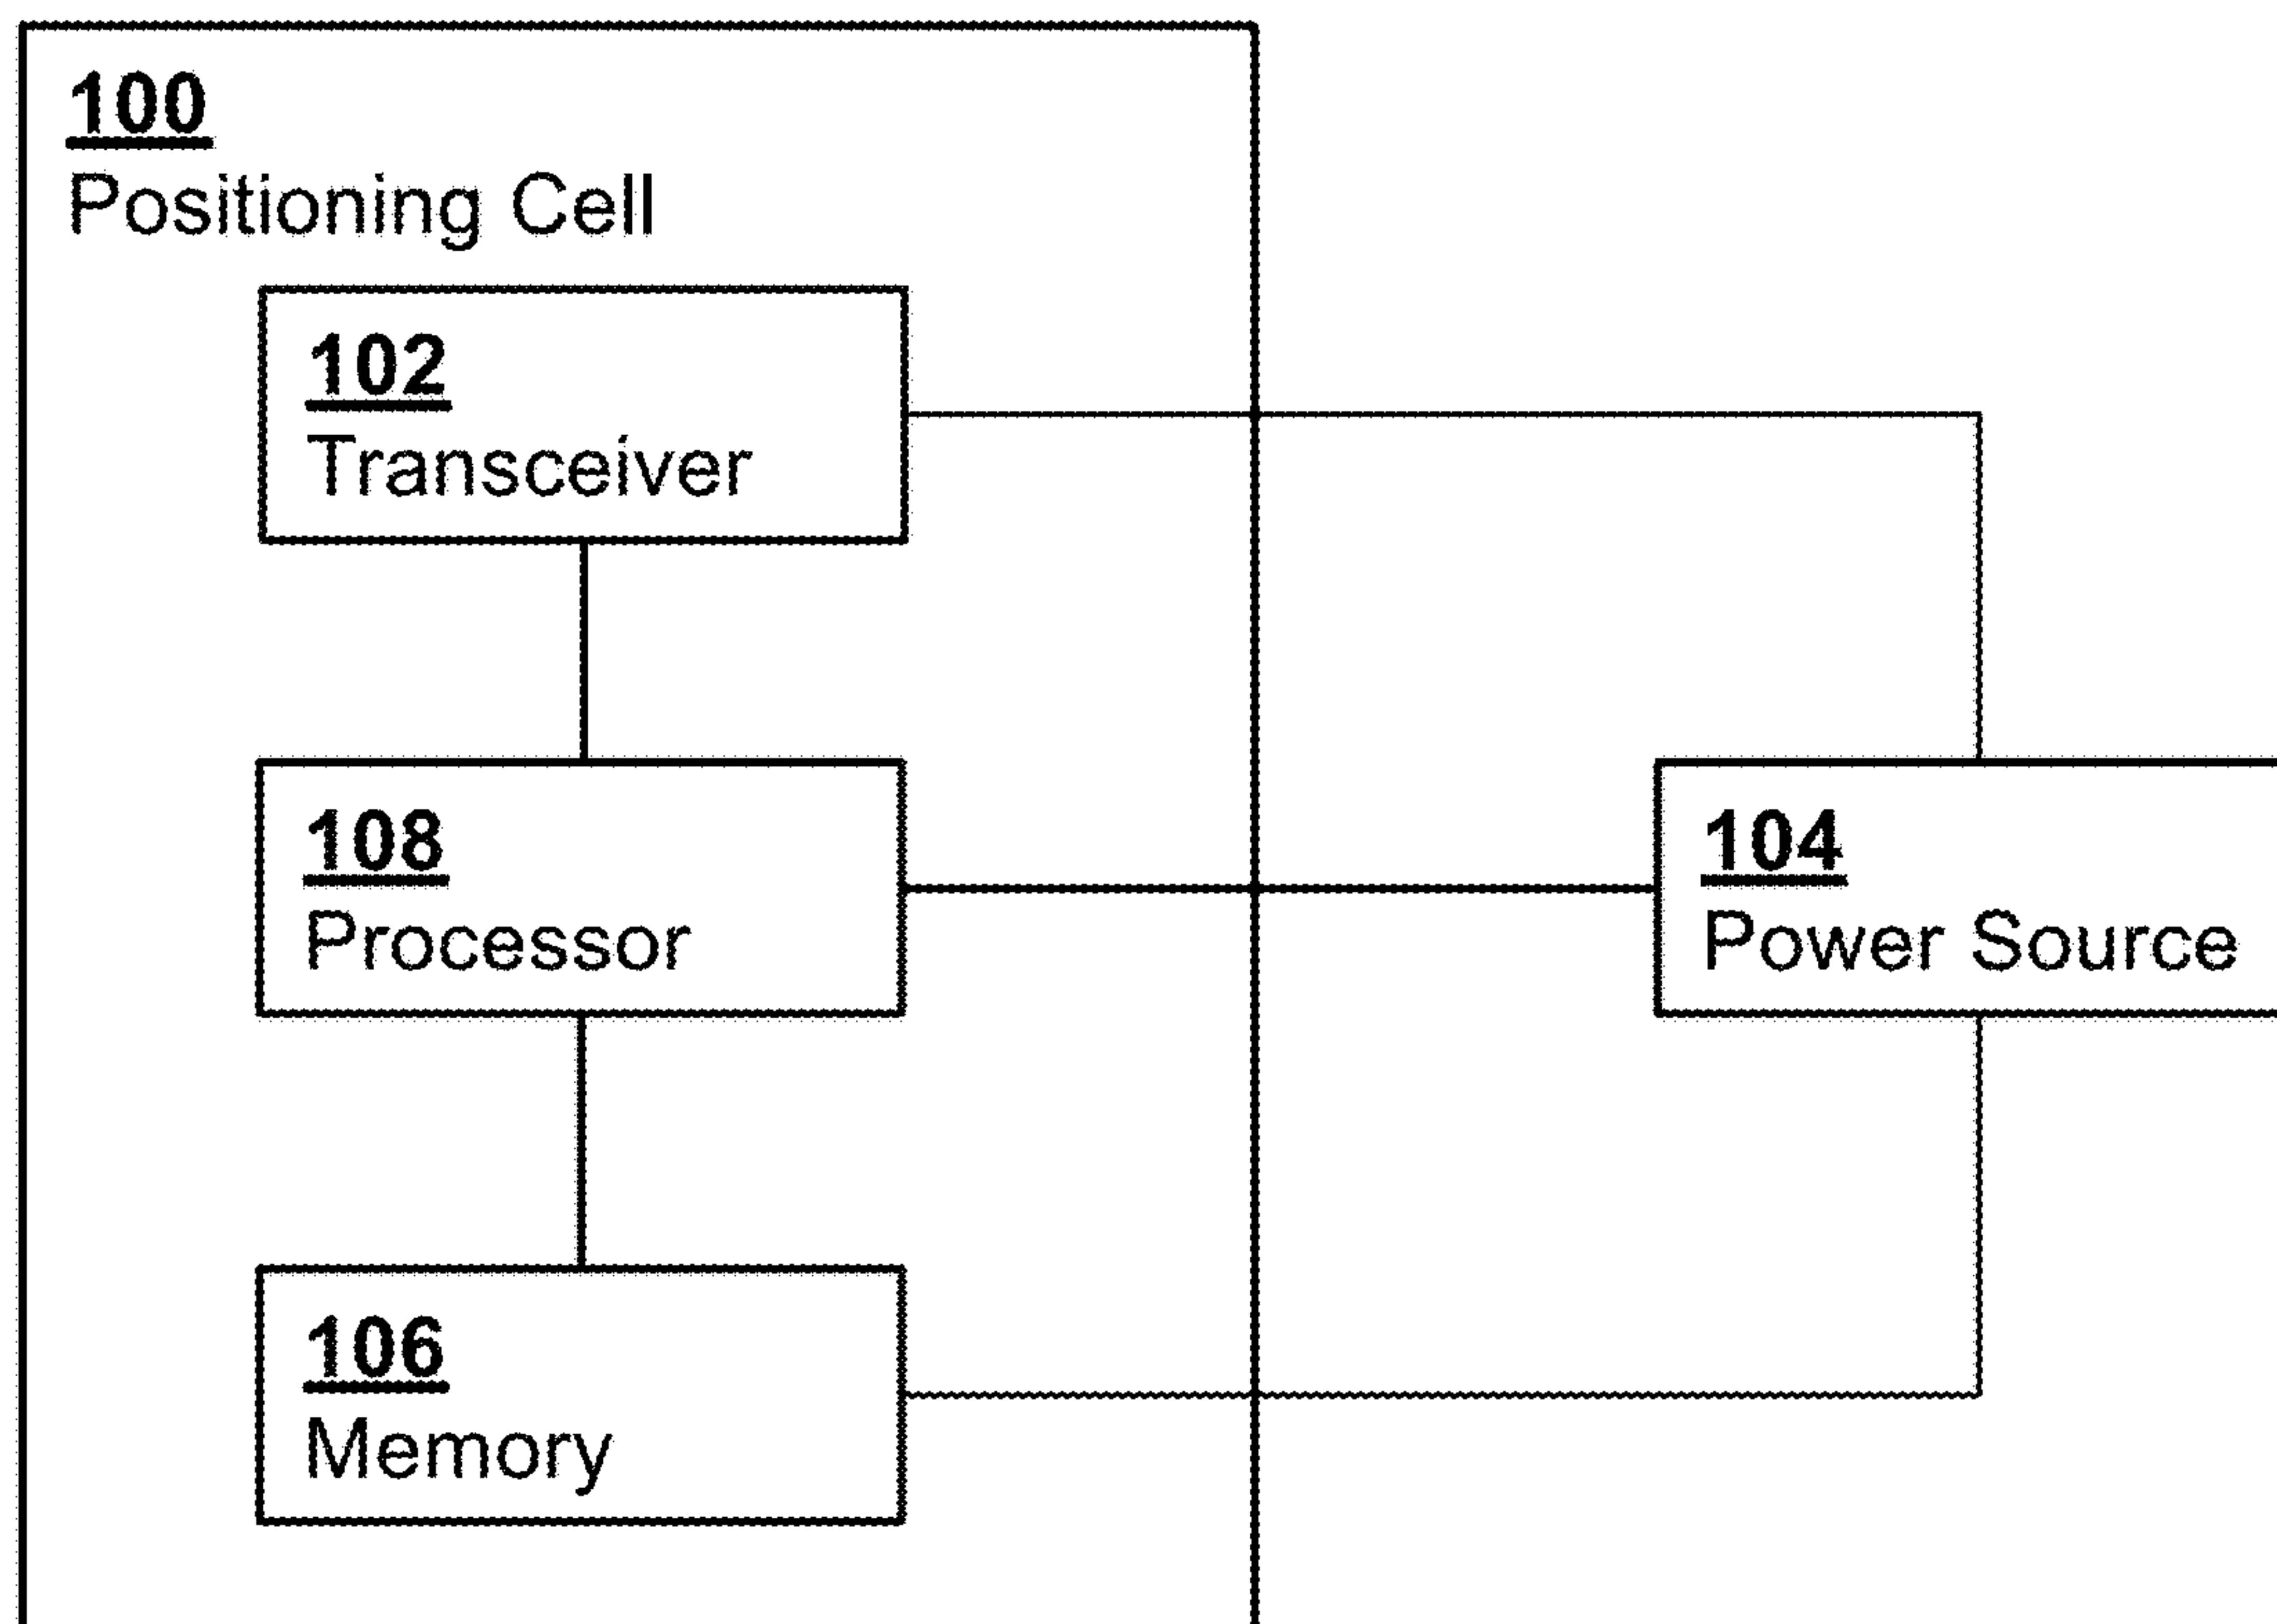 100
Positioning Cell
102
Transceiver
108
Processor
104
Power Source
106
Memory